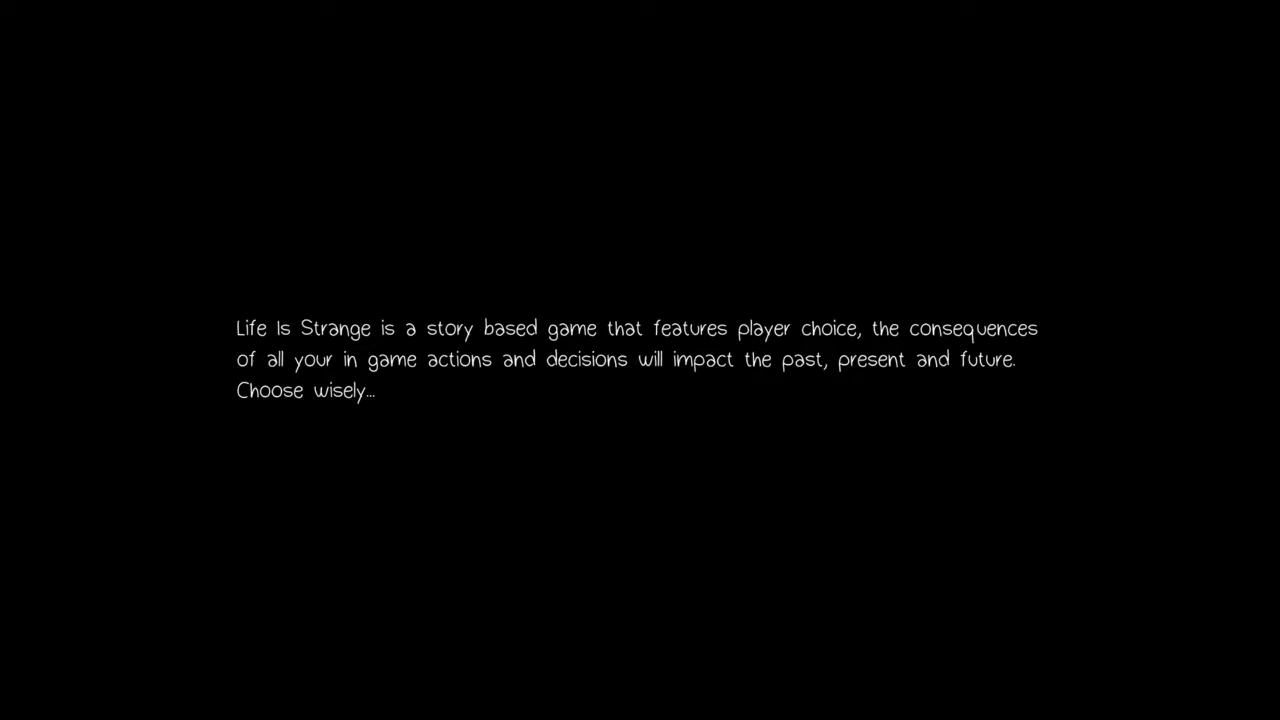 Life Is Strange is a story based game that features player choice, the consequences
of all your in game actions and decisions will impact the past, present and future.
Choose wisely...